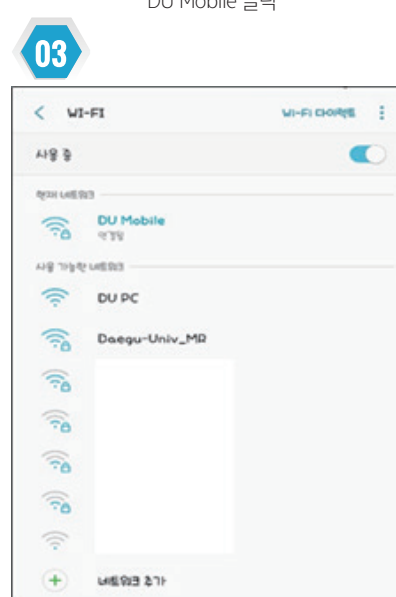 DU Mobile 클릭
03
< WI-FI WI-FI 다이렉트
사용 중
현재 네트워크
DU Mobile
연결됨
사용 가능한 네트워크
DU PC
Daegu-Univ_MR
네트워크 추가